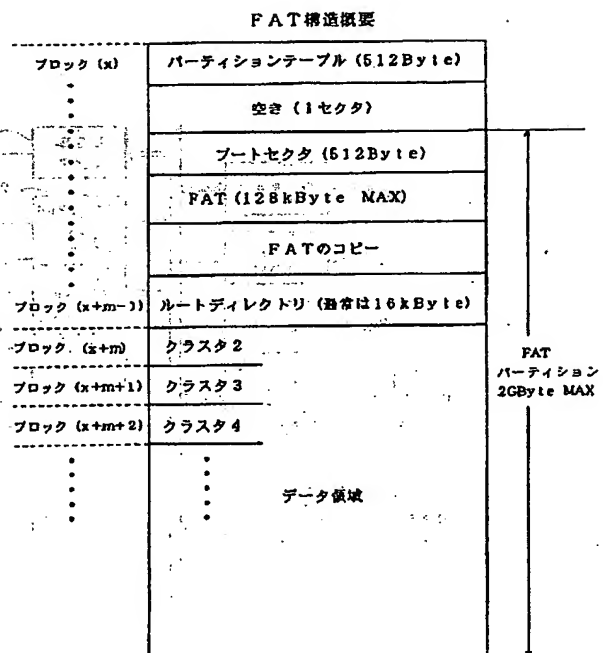 FAT構造概要
ブロック (x) パーティションテーブル (512Byte)
空き (1セクタ)
ブートセクタ (512Byte)
FAT (128kByte MAX)
FATのコピー
ブロック (x+m-1) ルートディレクトリ (通常は16kByte)
ブロック (x+m) クラスタ2
ブロック (x+m+1) クラスタ3
ブロック (x+m+2) クラスタ4
FAT
パーティション
2GByte MAX
データ領域